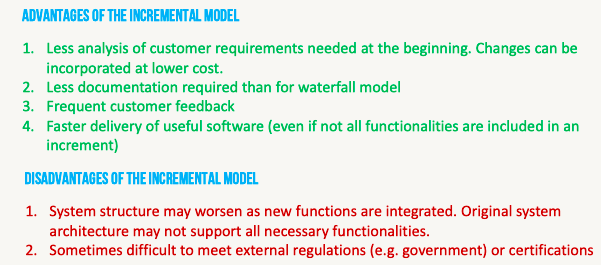 ADVANTAGES OF THE INCREMENTAL MODEL
1. Less analysis of customer requirements needed at the beginning. Changes can be
incorporated at lower cost.
2. Less documentation required than for waterfall model
3. Frequent customer feedback
4. Faster delivery of useful software (even if not all functionalities are included in an
increment)
DISADVANTAGES OF THE INCREMENTAL MODEL
1. System structure may worsen as new functions are integrated. Original system
architecture may not support all necessary functionalities.
2. Sometimes difficult to meet external regulations (e.g. government) or certifications